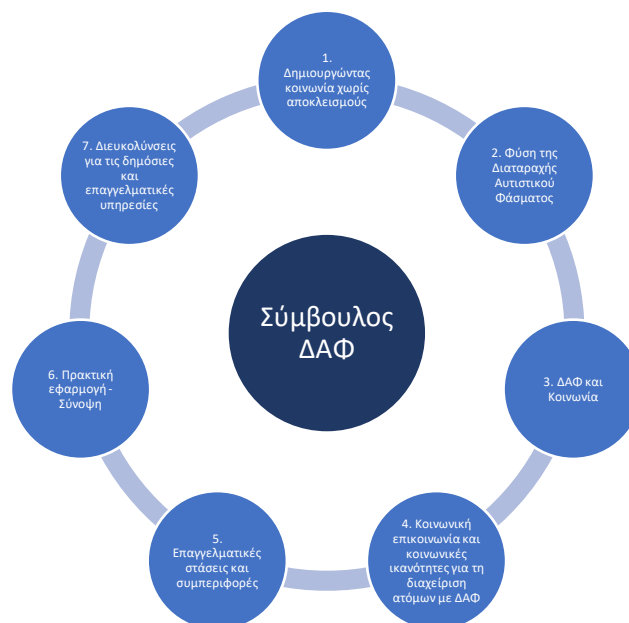 1.
Δημιουργώντας
κοινωνία χωρίς
αποκλεισμούς
2. Φύση της
Διαταραχής
Αυτιστικού
Φάσματος
3. ΔΑΦ και
Κοινωνία
4. Κοινωνική
επικοινωνία και
κοινωνικές
ικανότητες για τη
διαχείριση
ατόμων με ΔΑΦ
5.
Επαγγελματικές
στάσεις και
συμπεριφορές
6. Πρακτική
εφαρμογή -
Σύνοψη
7. Διευκολύνσεις
για τις δημόσιες
και
επαγγελματικές
υπηρεσίες
Σύμβουλος
ΔΑΦ